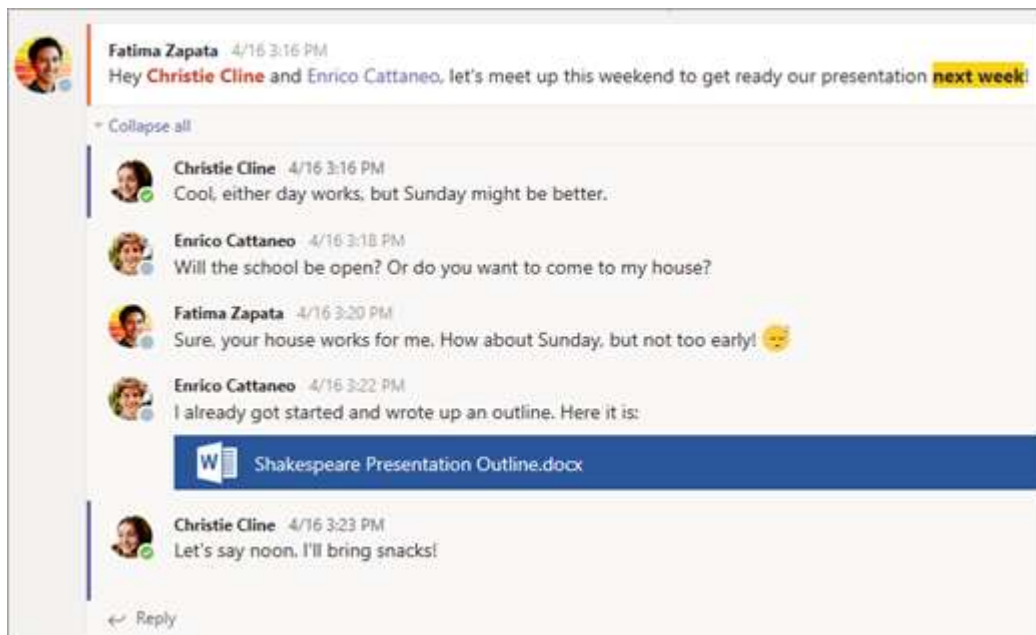 Fatima Zapata 4/16 3:16 PM
Hey Christie Cline and Enrico Cattaneo, let's meet up this weekend to get ready our presentation next week!
Collapse all
Christie Cline 4/16 3:16 PM
Cool, either day works, but Sunday might be better.
Enrico Cattaneo 4/16 3:18 PM
Will the school be open? Or do you want to come to my house?
Fatima Zapata 4/16 3:20 PM
Sure, your house works for me. How about Sunday, but not too early! 😴
Enrico Cattaneo 4/16 3:22 PM
I already got started and wrote up an outline. Here it is:
W Shakespeare Presentation Outline.docx
Christie Cline 4/16 3:23 PM
Let's say noon. I'll bring snacks!
Reply